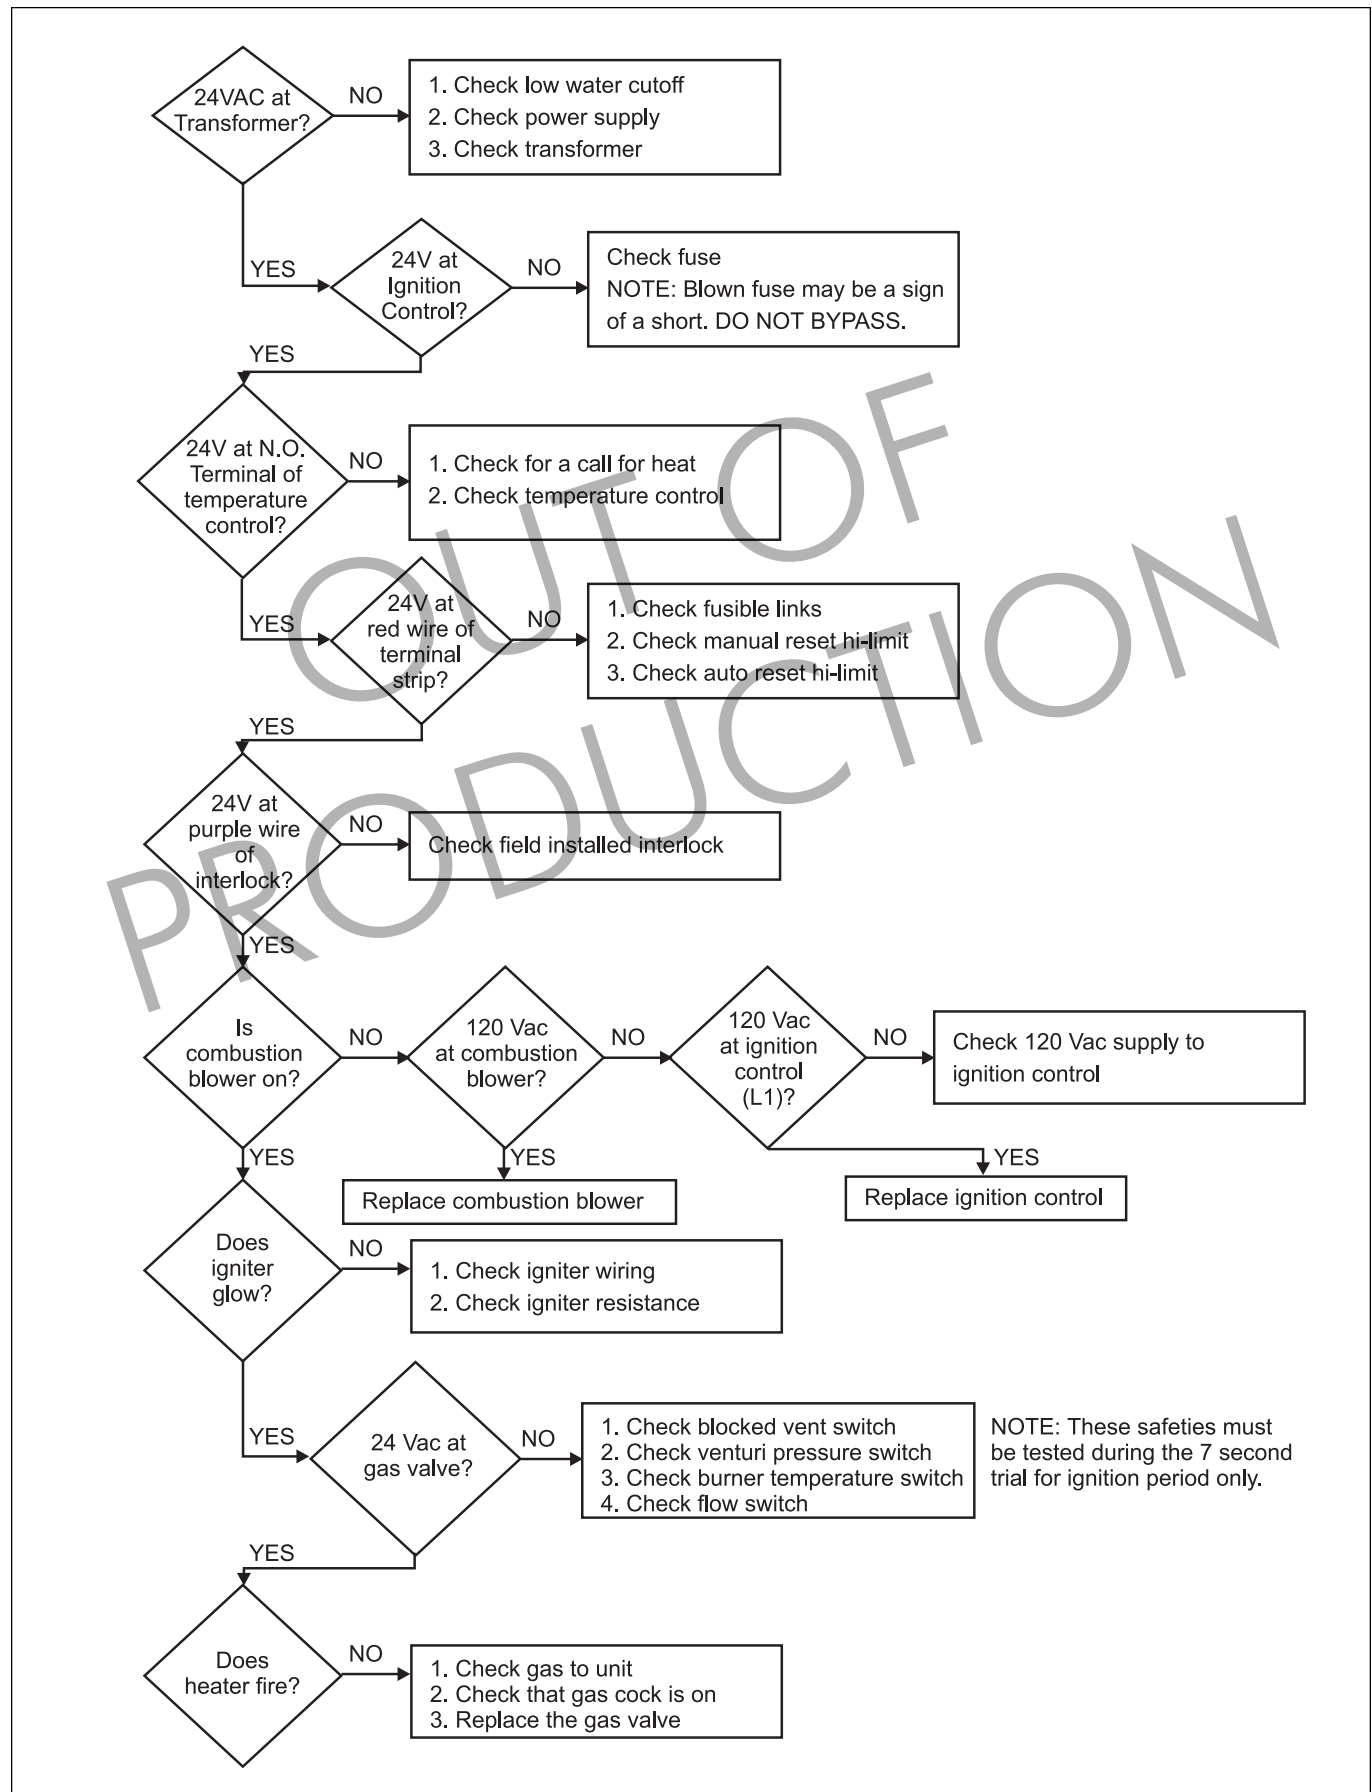 24VAC at
Transformer?
NO
1. Check low water cutoff
2. Check power supply
3. Check transformer
YES
24V at
Ignition
Control?
NO
Check fuse
NOTE: Blown fuse may be a sign
of a short. DO NOT BYPASS.
YES
24V at N.O.
Terminal of
temperature
control?
NO
1. Check for a call for heat
2. Check temperature control
YES
24V at
red wire of
terminal
strip?
NO
1. Check fusible links
2. Check manual reset hi-limit
3. Check auto reset hi-limit
YES
24V at
purple wire
of
interlock?
NO
Check field installed interlock
YES
Is
combustion
blower on?
NO
120 Vac
at combustion
blower?
NO
120 Vac
at ignition
control
(L1)?
NO
Check 120 Vac supply to
ignition control
YES
YES
YES
Replace combustion blower
Replace ignition control
Does
igniter
glow?
NO
1. Check igniter wiring
2. Check igniter resistance
YES
24 Vac at
gas valve?
NO
1. Check blocked vent switch
2. Check venturi pressure switch
3. Check burner temperature switch
4. Check flow switch
NOTE: These safeties must
be tested during the 7 second
trial for ignition period only.
YES
Does
heater fire?
NO
1. Check gas to unit
2. Check that gas cock is on
3. Replace the gas valve
OUT OF
PRODUCTION